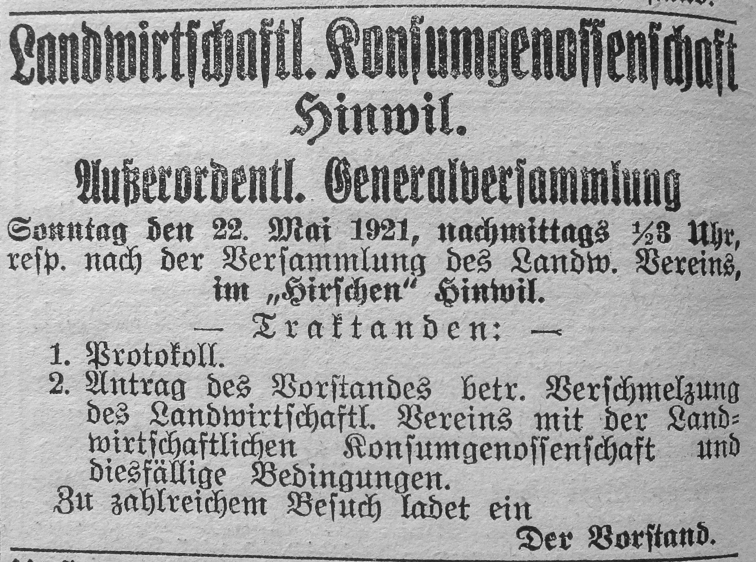 Landwirtschaftl. Konsumgenossenschaft
Hinwil.
Außerordentl. Generalversammlung
Sonntag den 22. Mai 1921, nachmittags ½3 Uhr,
resp. nach der Versammlung des Landw. Vereins,
im „Hirschen“ Hinwil.
— Traktanden: —
1. Protokoll.
2. Antrag des Vorstandes betr. Verschmelzung
des Landwirtschaftl. Vereins mit der Land-
wirtschaftlichen Konsumgenossenschaft und
diesfällige Bedingungen.
Zu zahlreichem Besuch ladet ein
Der Vorstand.